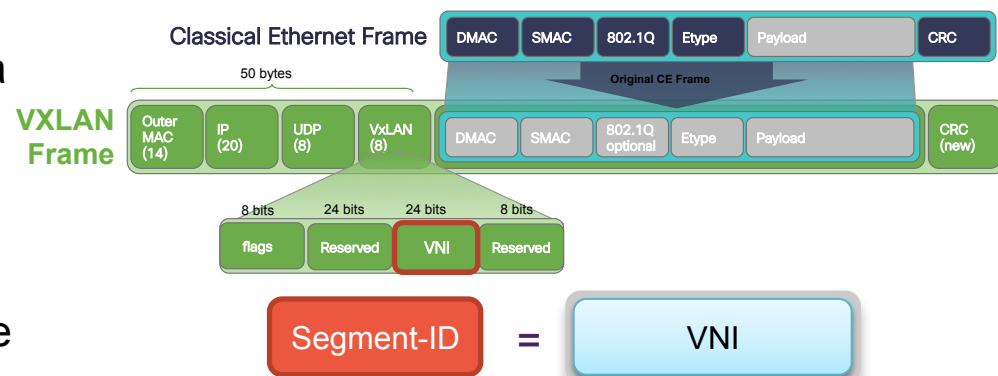 Classical Ethernet Frame
DMAC
SMAC
802.1Q
Etype
Payload
CRC
a
50 bytes
Original CE Frame
VXLAN
Frame
Outer
MAC
(14)
IP
(20)
UDP
(8)
VxLAN
(8)
DMAC
SMAC
802.1Q
optional
Etype
Payload
CRC
(new)
8 bits
24 bits
24 bits
8 bits
flags
Reserved
VNI
Reserved
e
Segment-ID
=
VNI